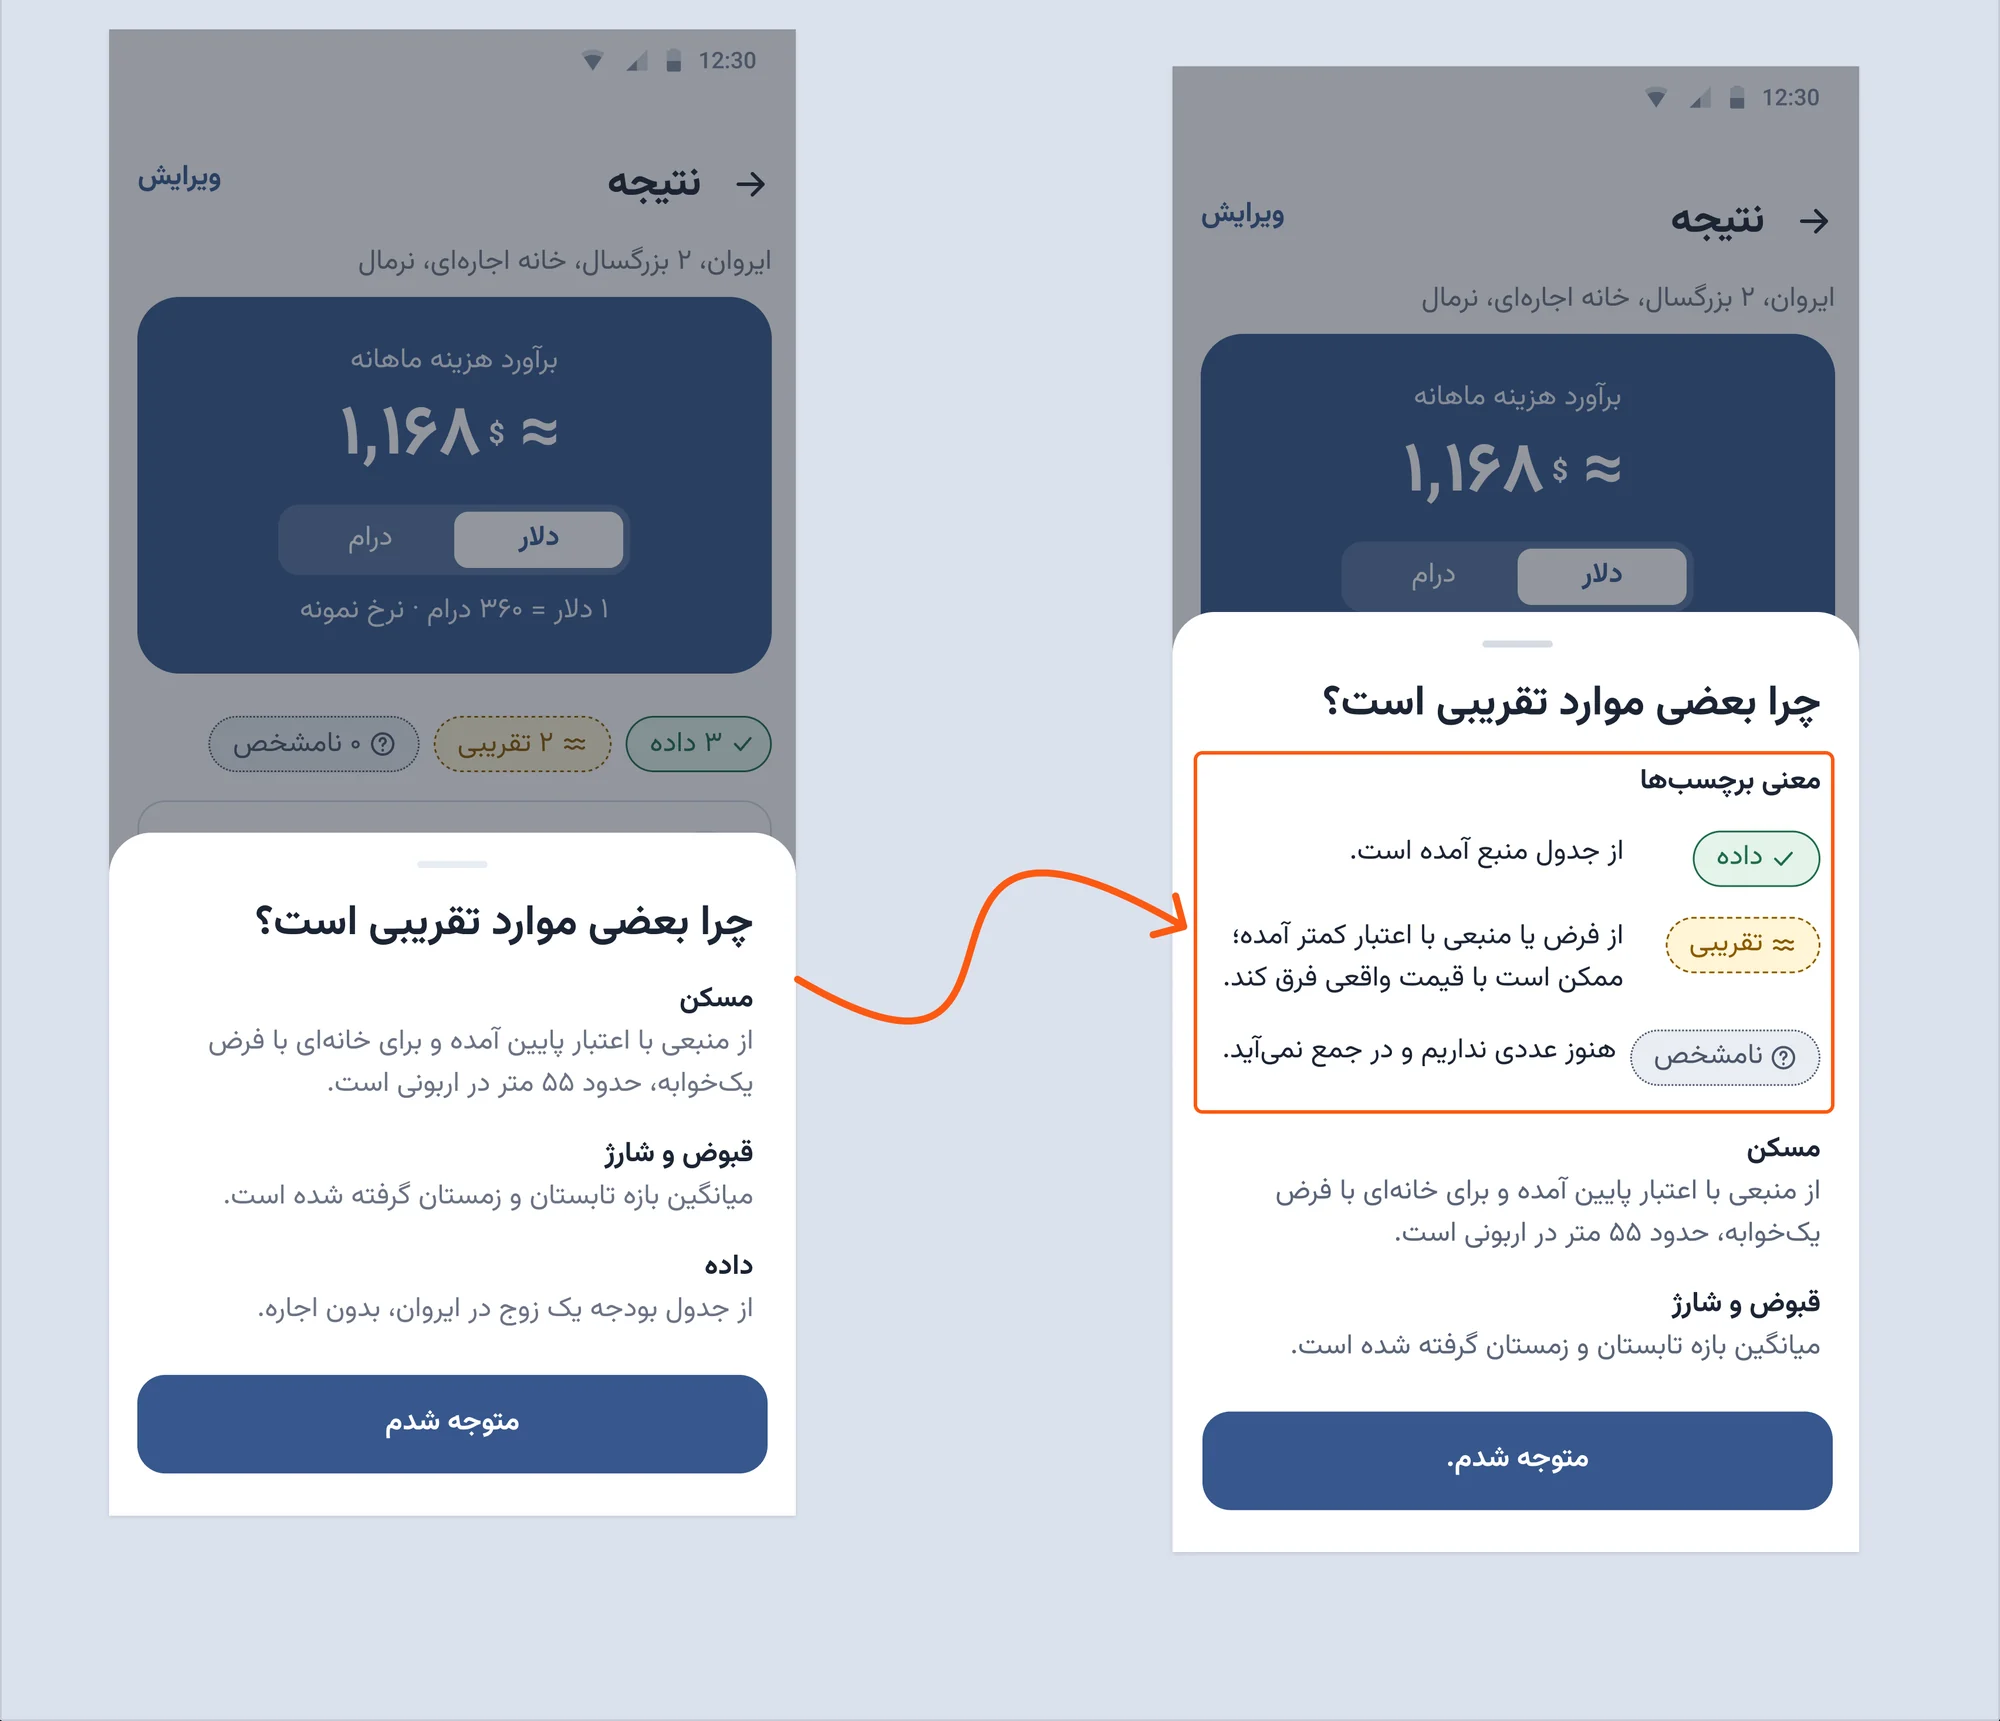 12:30
نتیجه
ویرایش
ایروان، ۲ بزرگسال، خانه اجاره‌ای، نرمال
برآورد هزینه ماهانه
≈ $ ۱,۱۶۸
دلار
درام
۱ دلار = ۳۶۰ درام · نرخ نمونه
۳ داده
۲ تقریبی
۰ نامشخص
چرا بعضی موارد تقریبی است؟
مسکن
از منبعی با اعتبار پایین آمده و برای خانه‌ای با فرض
یک‌خوابه، حدود ۵۵ متر در اربونی است.
قبوض و شارژ
میانگین بازه تابستان و زمستان گرفته شده است.
داده
از جدول بودجه یک زوج در ایروان، بدون اجاره.
متوجه شدم
12:30
نتیجه
ویرایش
ایروان، ۲ بزرگسال، خانه اجاره‌ای، نرمال
برآورد هزینه ماهانه
≈ $ ۱,۱۶۸
دلار
درام
چرا بعضی موارد تقریبی است؟
معنی برچسب‌ها
داده
از جدول منبع آمده است.
تقریبی
از فرض یا منبعی با اعتبار کمتر آمده؛
ممکن است با قیمت واقعی فرق کند.
نامشخص
هنوز عددی نداریم و در جمع نمی‌آید.
مسکن
از منبعی با اعتبار پایین آمده و برای خانه‌ای با فرض
یک‌خوابه، حدود ۵۵ متر در اربونی است.
قبوض و شارژ
میانگین بازه تابستان و زمستان گرفته شده است.
متوجه شدم.